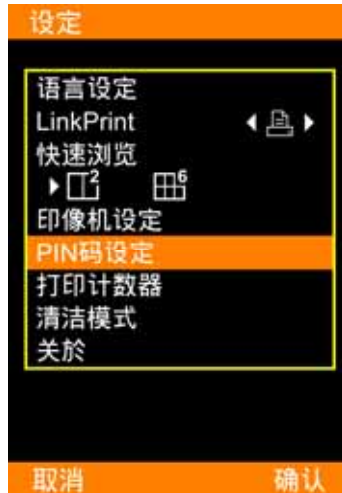 设定
语言设定
LinkPrint
快速浏览
2 6
印像机设定
PIN码设定
打印计数器
清洁模式
关於
取消 确认